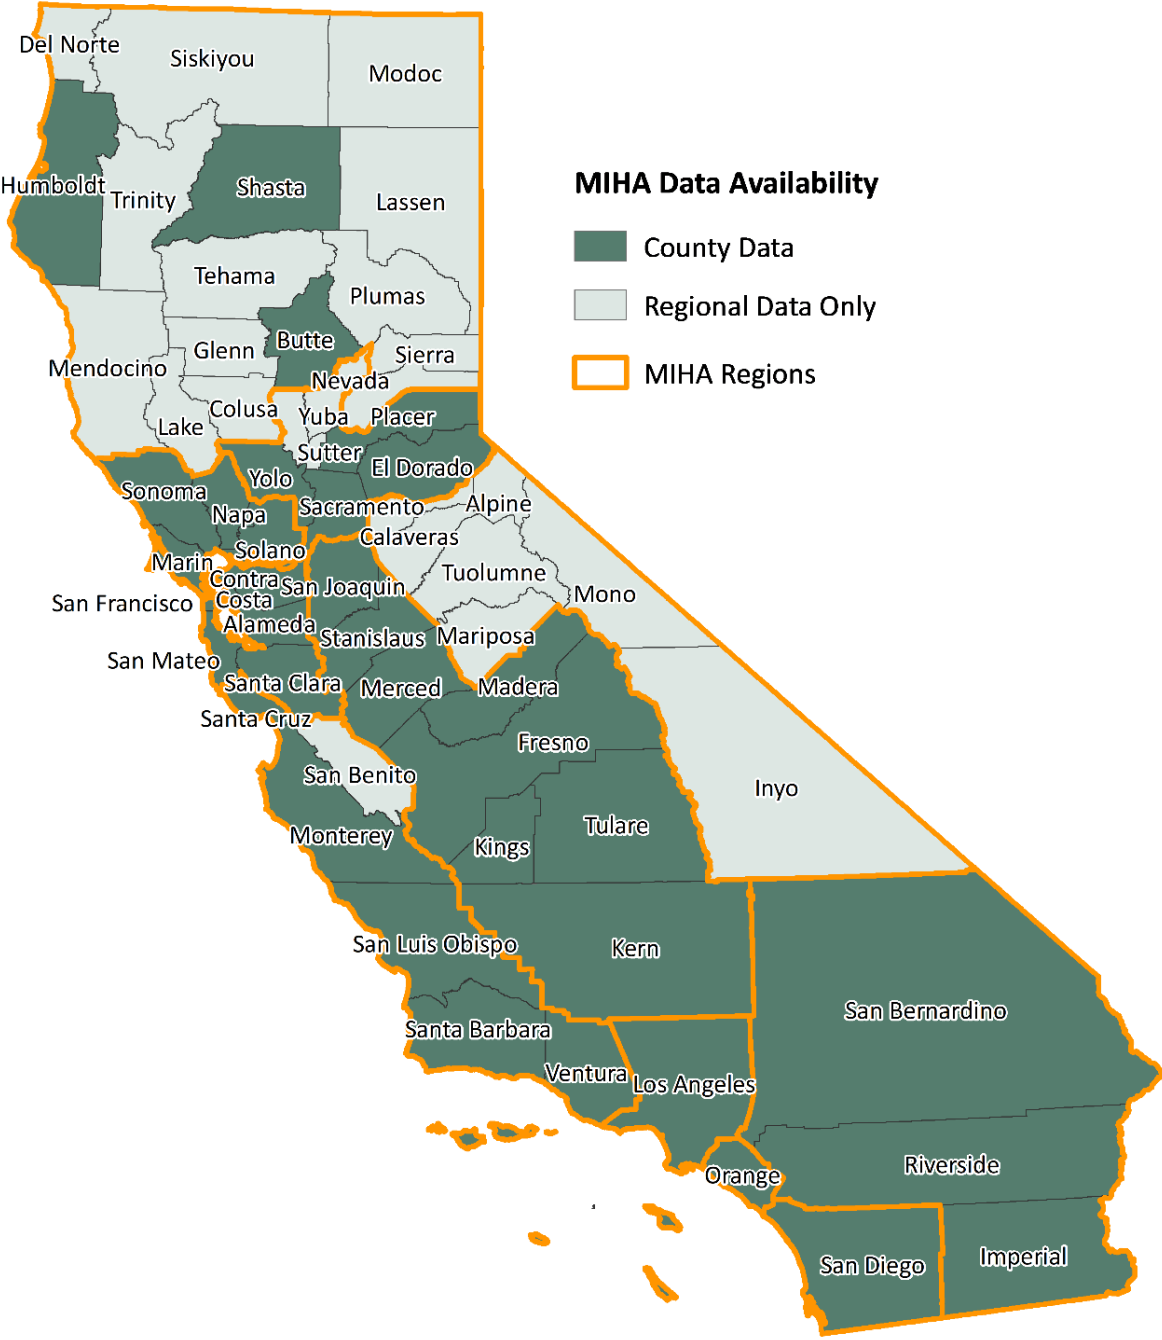 Del Norte
Siskiyou
Modoc
Humboldt
Trinity
Shasta
Lassen
Tehama
Plumas
Butte
Glenn
Sierra
Mendocino
Nevada
Colusa
Yuba
Placer
Lake
Sutter
El Dorado
Yolo
Sonoma
Napa
Sacramento
Alpine
Calaveras
Solano
Marin
Contra
Costa
San Joaquin
Tuolumne
Mono
San Francisco
Alameda
Stanislaus
Mariposa
San Mateo
Santa Clara
Merced
Madera
Santa Cruz
Fresno
San Benito
Inyo
Monterey
Kings
Tulare
San Luis Obispo
Kern
San Bernardino
Santa Barbara
Ventura
Los Angeles
Orange
Riverside
San Diego
Imperial
MIHA Data Availability
County Data
Regional Data Only
MIHA Regions